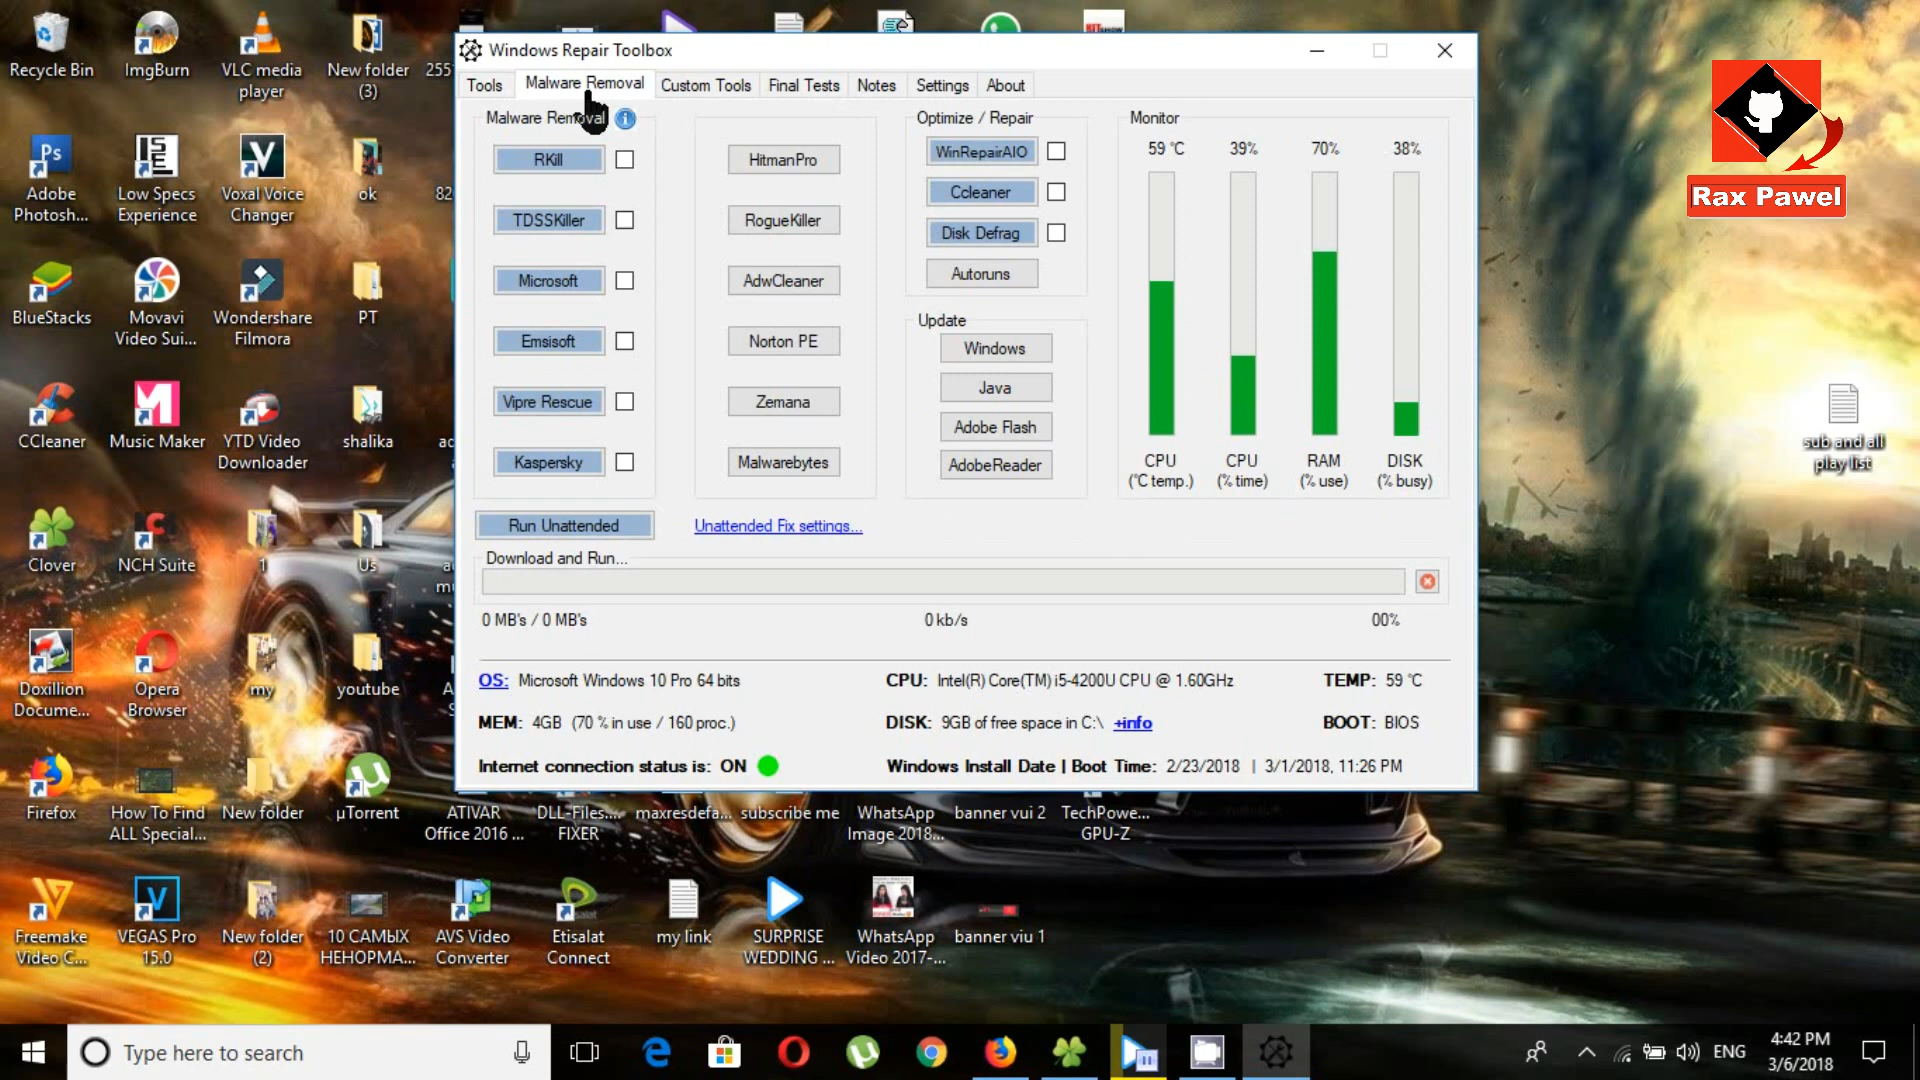 Recycle Bin
ImgBurn
VLC media
player
New folder
(3)
255
Adobe
Photosh...
Low Specs
Experience
Voxal Voice
Changer
ok
82
BlueStacks
Movavi
Video Sui...
Wondershare
Filmora
PT
CCleaner
Music Maker
YTD Video
Downloader
shalika
Clover
NCH Suite
1
Us
Doxillion
Docume...
Opera
Browser
my
youtube
Firefox
How To Find
ALL Special...
New folder
µTorrent
ATIVAR
Office 2016 ...
DLL-Files....
FIXER
maxresdefa...
subscribe me
WhatsApp
Image 2018...
banner vui 2
TechPowe...
GPU-Z
Freemake
Video C...
VEGAS Pro
15.0
New folder
(2)
10 САМЫХ
НЕНОРМА...
AVS Video
Converter
Etisalat
Connect
my link
SURPRISE
WEDDING ...
WhatsApp
Video 2017-...
banner viu 1
Windows Repair Toolbox
Tools
Malware Removal
Custom Tools
Final Tests
Notes
Settings
About
Malware Removal
RKill
TDSSKiller
Microsoft
Emsisoft
Vipre Rescue
Kaspersky
HitmanPro
RogueKiller
AdwCleaner
Norton PE
Zemana
Malwarebytes
Optimize / Repair
WinRepairAIO
Ccleaner
Disk Defrag
Autoruns
Update
Windows
Java
Adobe Flash
AdobeReader
Monitor
59 °C
39%
70%
38%
CPU
(°C temp.)
CPU
(% time)
RAM
(% use)
DISK
(% busy)
Run Unattended
Unattended Fix settings...
Download and Run...
0 MB's / 0 MB's
0 kb/s
00%
OS: Microsoft Windows 10 Pro 64 bits
CPU: Intel(R) Core(TM) i5-4200U CPU @ 1.60GHz
TEMP: 59 °C
MEM: 4GB (70 % in use / 160 proc.)
DISK: 9GB of free space in C:\ +info
BOOT: BIOS
Internet connection status is: ON
Windows Install Date | Boot Time: 2/23/2018 | 3/1/2018, 11:26 PM
Rax Pawel
sub and all
play list
Type here to search
ENG
4:42 PM
3/6/2018